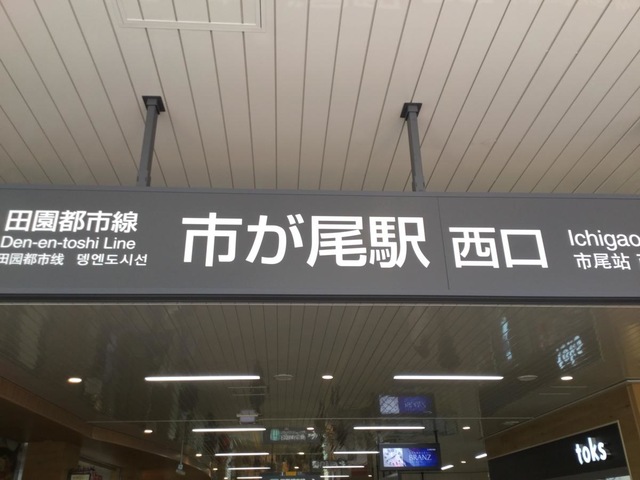 田園都市線
Den-en-toshi Line
田园都市线 뎅엔도시선
市が尾駅 西口
Ichigao
市尾站
BRANZ
toks